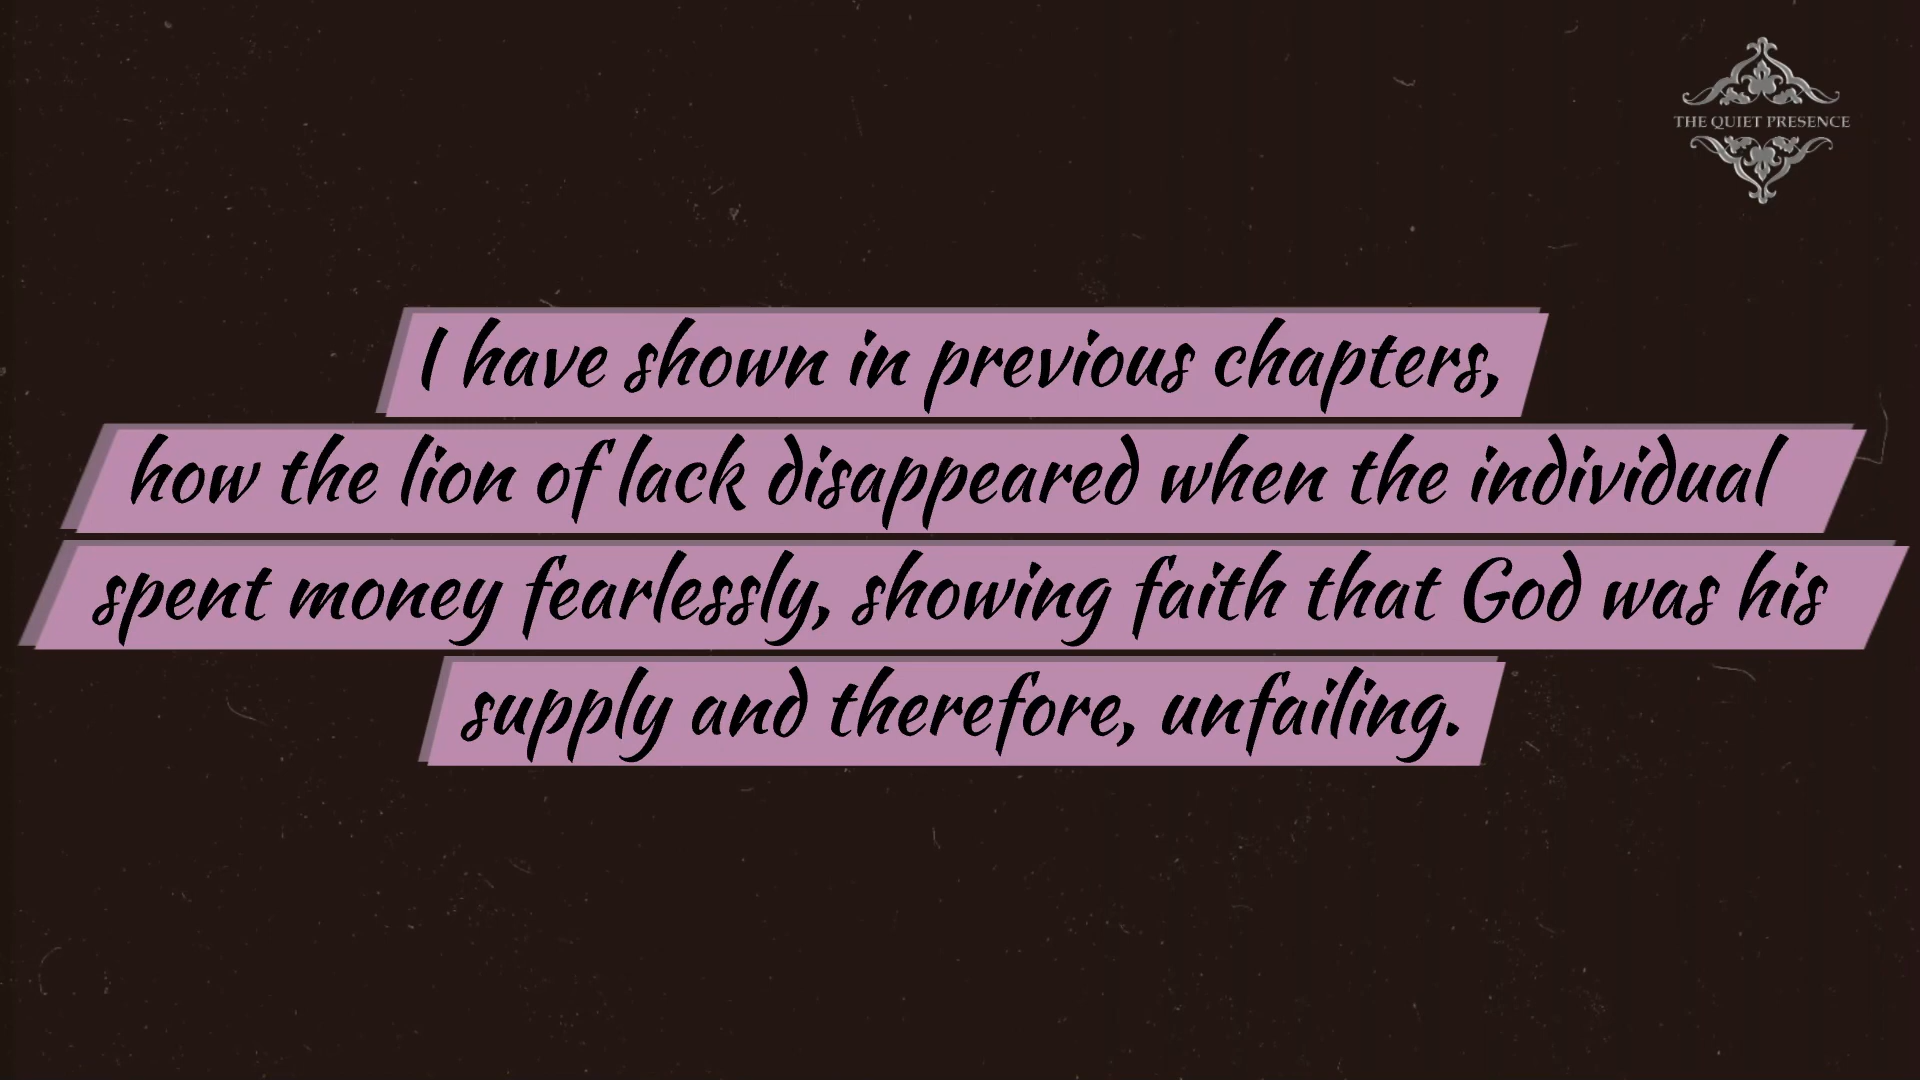 THE QUIET PRESENCE
I have shown in previous chapters,
how the lion of lack disappeared when the individual
spent money fearlessly, showing faith that God was his
supply and therefore, unfailing.